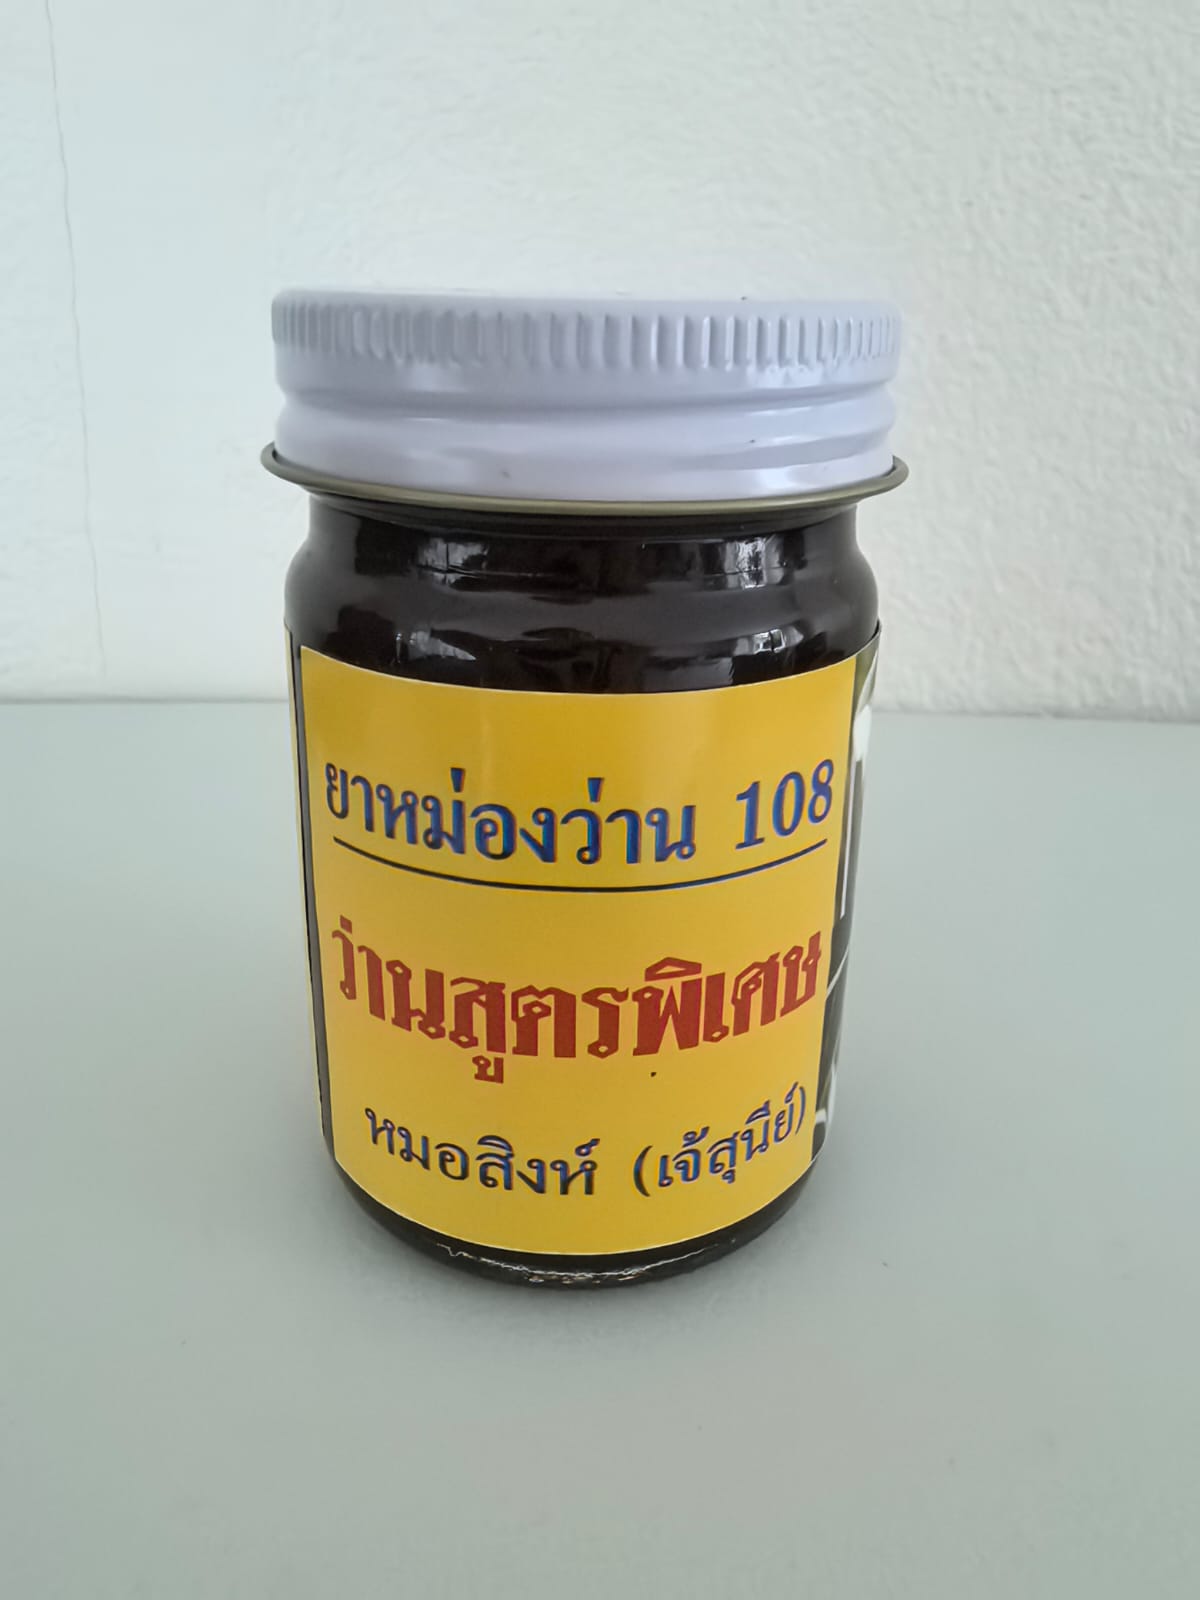 ยาหม่องว่าน 108
ว่านสูตรพิเศษ
หมอสิงห์ (เจ้สุนีย์)